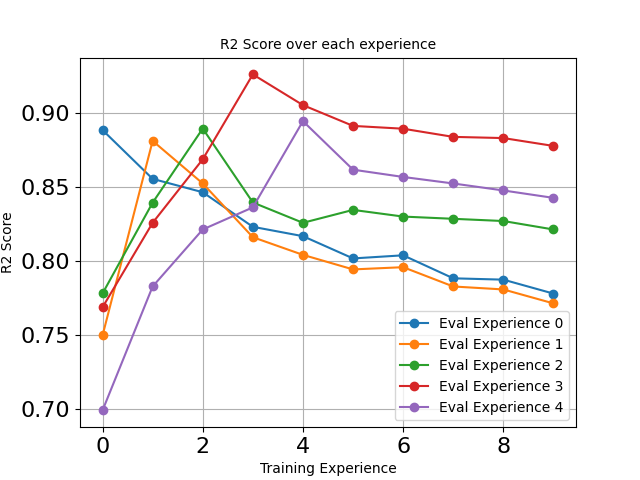 R2 Score over each experience
R2 Score
0.90
0.85
0.80
0.75
0.70
0
2
4
6
8
Training Experience
Eval Experience 0
Eval Experience 1
Eval Experience 2
Eval Experience 3
Eval Experience 4